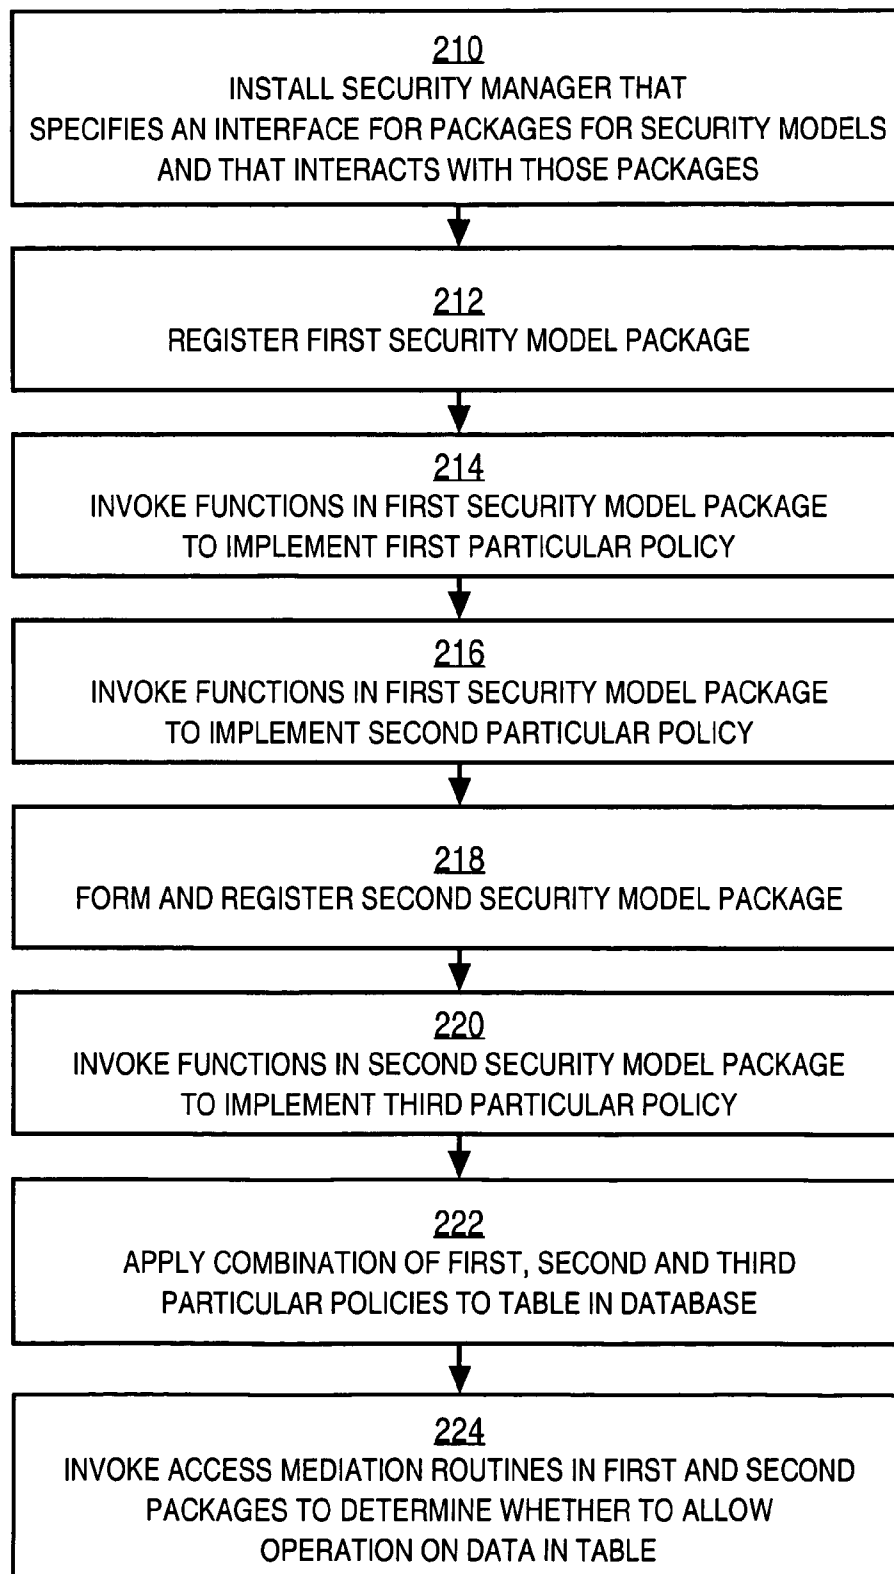 210
INSTALL SECURITY MANAGER THAT
SPECIFIES AN INTERFACE FOR PACKAGES FOR SECURITY MODELS
AND THAT INTERACTS WITH THOSE PACKAGES
212
REGISTER FIRST SECURITY MODEL PACKAGE
214
INVOKE FUNCTIONS IN FIRST SECURITY MODEL PACKAGE
TO IMPLEMENT FIRST PARTICULAR POLICY
216
INVOKE FUNCTIONS IN FIRST SECURITY MODEL PACKAGE
TO IMPLEMENT SECOND PARTICULAR POLICY
218
FORM AND REGISTER SECOND SECURITY MODEL PACKAGE
220
INVOKE FUNCTIONS IN SECOND SECURITY MODEL PACKAGE
TO IMPLEMENT THIRD PARTICULAR POLICY
222
APPLY COMBINATION OF FIRST, SECOND AND THIRD
PARTICULAR POLICIES TO TABLE IN DATABASE
224
INVOKE ACCESS MEDIATION ROUTINES IN FIRST AND SECOND
PACKAGES TO DETERMINE WHETHER TO ALLOW
OPERATION ON DATA IN TABLE